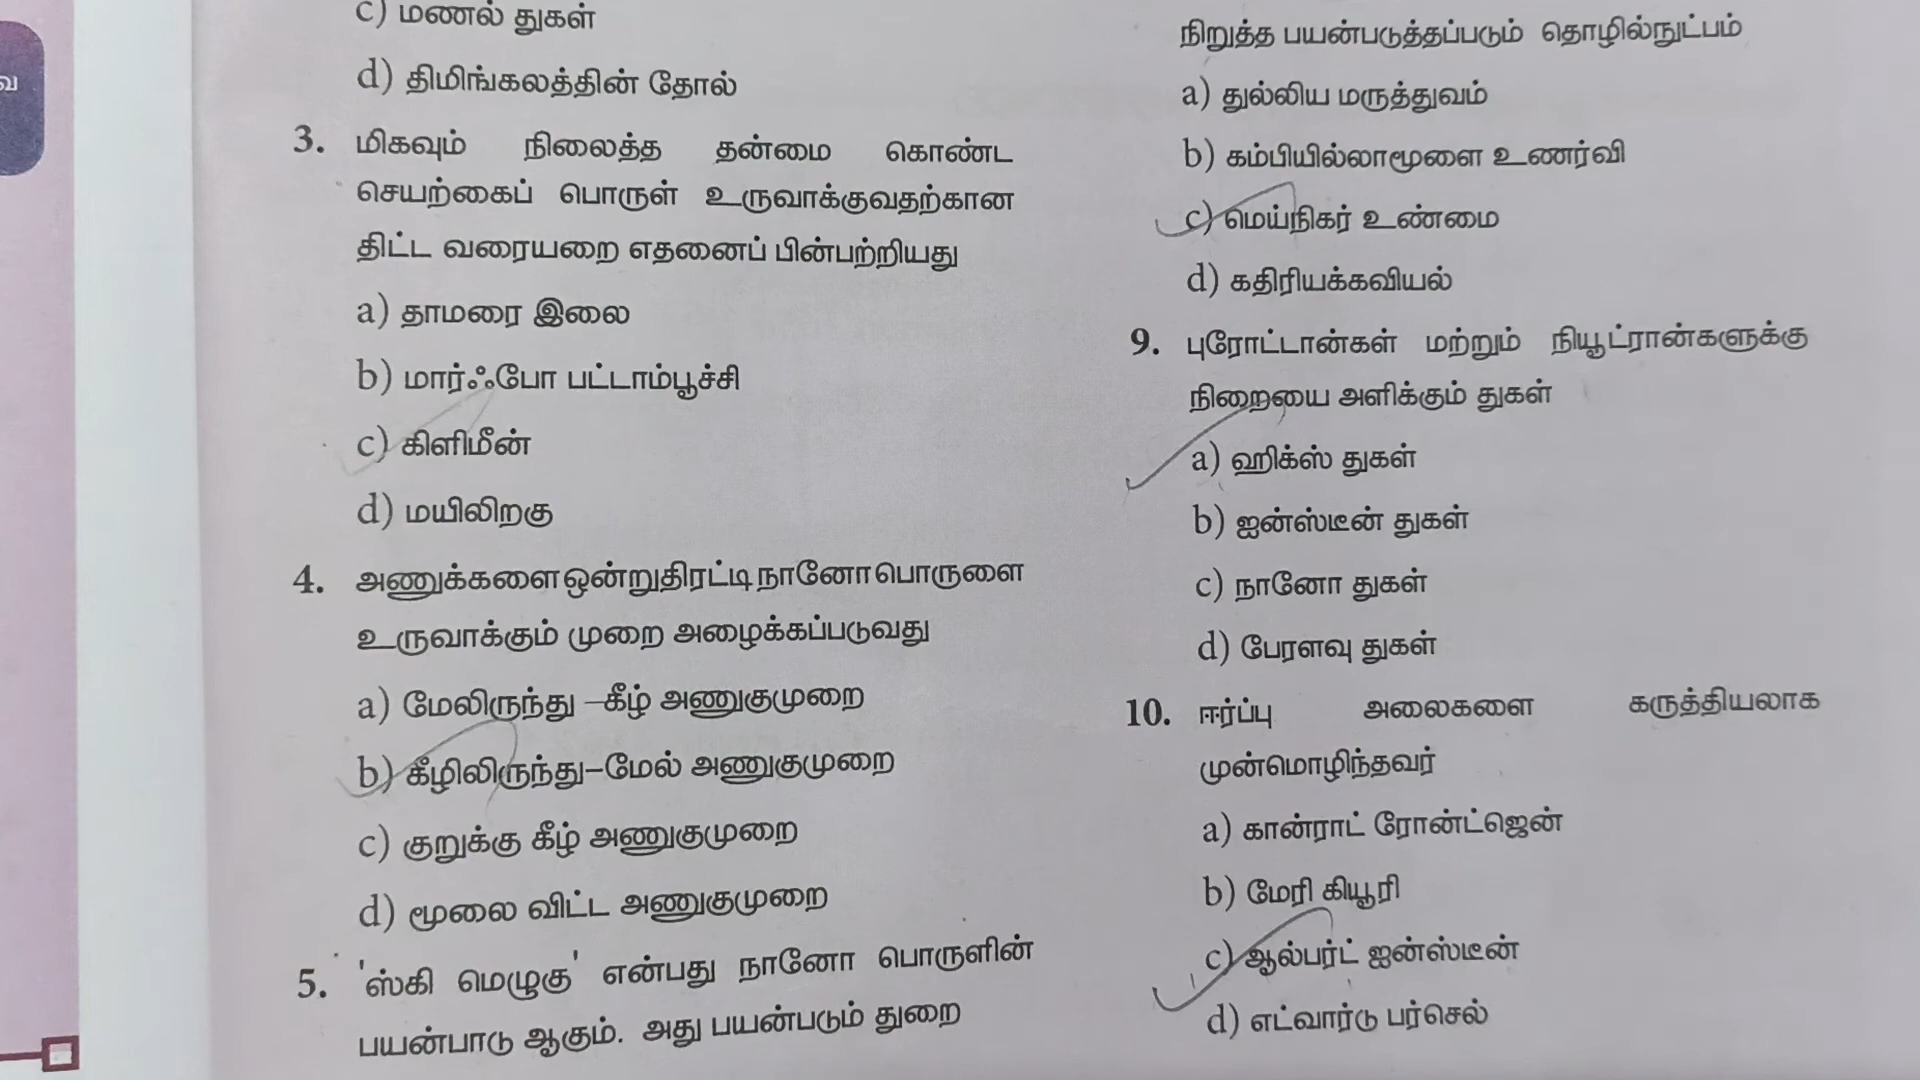 வ
c) மணல் துகள்
d) திமிங்கலத்தின் தோல்
3. மிகவும் நிலைத்த தன்மை கொண்ட
செயற்கைப் பொருள் உருவாக்குவதற்கான
திட்ட வரையறை எதனைப் பின்பற்றியது
a) தாமரை இலை
b) மார்ஃபோ பட்டாம்பூச்சி
c) கிளிமீன்
d) மயிலிறகு
4. அணுக்களை ஒன்றுதிரட்டி நானோ பொருளை
உருவாக்கும் முறை அழைக்கப்படுவது
a) மேலிருந்து –கீழ் அணுகுமுறை
b) கீழிலிருந்து–மேல் அணுகுமுறை
c) குறுக்கு கீழ் அணுகுமுறை
d) மூலை விட்ட அணுகுமுறை
5. 'ஸ்கி மெழுகு' என்பது நானோ பொருளின்
பயன்பாடு ஆகும். அது பயன்படும் துறை
நிறுத்த பயன்படுத்தப்படும் தொழில்நுட்பம்
a) துல்லிய மருத்துவம்
b) கம்பியில்லாமூளை உணர்வி
c) மெய்நிகர் உண்மை
d) கதிரியக்கவியல்
9. புரோட்டான்கள் மற்றும் நியூட்ரான்களுக்கு
நிறையை அளிக்கும் துகள்
a) ஹிக்ஸ் துகள்
b) ஐன்ஸ்டீன் துகள்
c) நானோ துகள்
d) பேரளவு துகள்
10. ஈர்ப்பு அலைகளை கருத்தியலாக
முன்மொழிந்தவர்
a) கான்ராட் ரோன்ட்ஜென்
b) மேரி கியூரி
c) ஆல்பர்ட் ஐன்ஸ்டீன்
d) எட்வார்டு பர்செல்